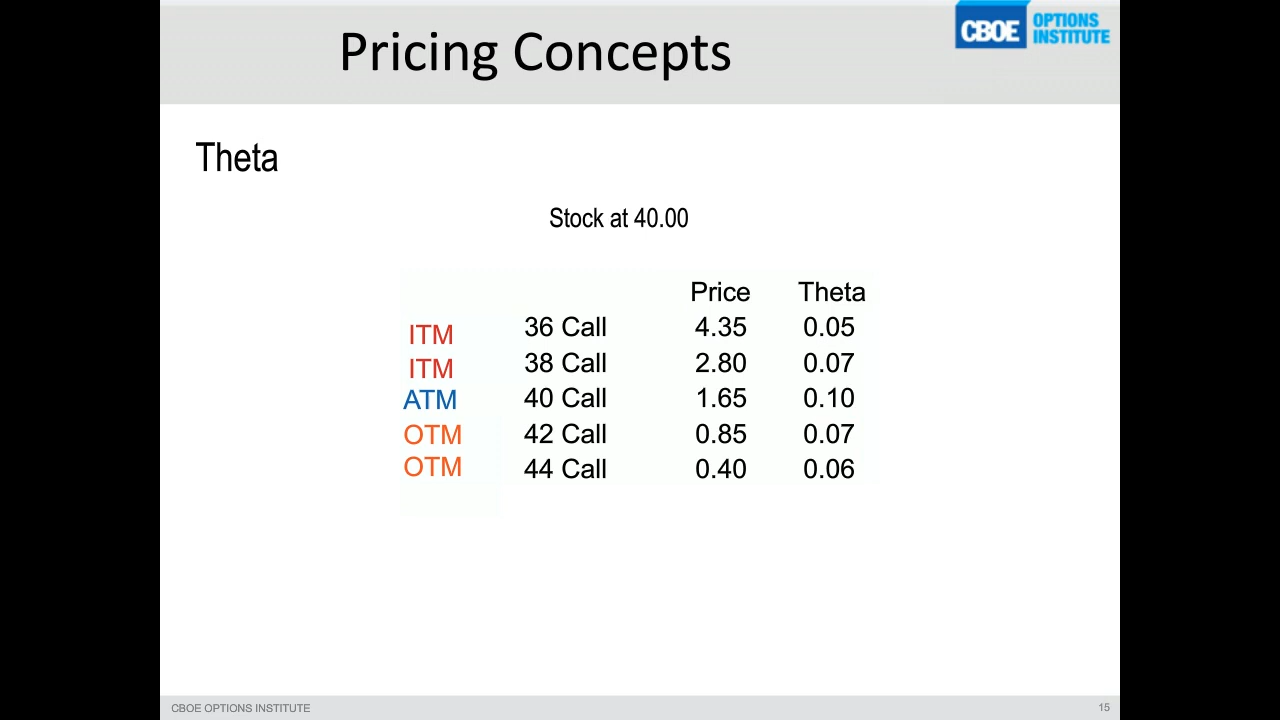 Pricing Concepts
CBOE OPTIONS INSTITUTE
Theta
Stock at 40.00
Price Theta
ITM 36 Call 4.35 0.05
ITM 38 Call 2.80 0.07
ATM 40 Call 1.65 0.10
OTM 42 Call 0.85 0.07
OTM 44 Call 0.40 0.06
CBOE OPTIONS INSTITUTE 15